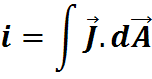 i = ∫ J⃗. dA⃗